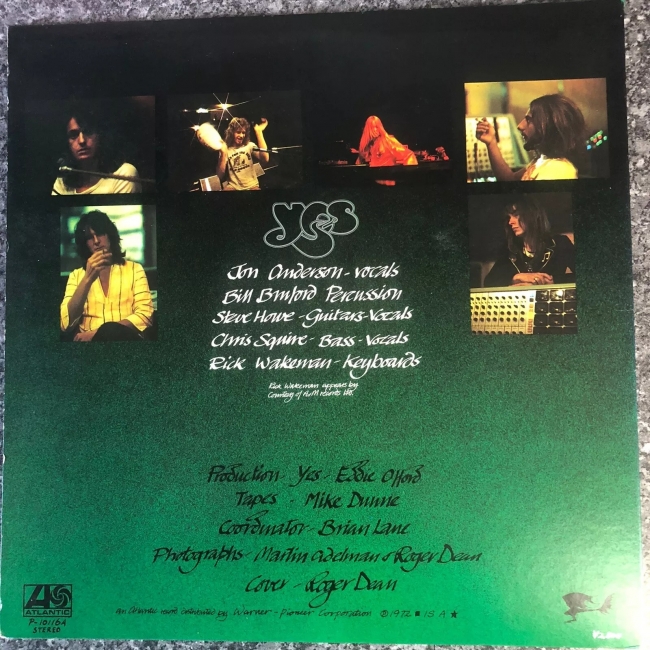 yes
Jon Anderson - vocals
Bill Bruford Percussion
Steve Howe - Guitars - Vocals
Chris Squire - Bass - Vocals
Rick Wakeman - Keyboards
Rick Wakeman appears by
Courtesy of A&M records Ltd.
Production - Yes - Eddie Offord
Tapes - Mike Dunne
Coordinator - Brian Lane
Photographs - Martin Adelman & Roger Dean
Cover - Roger Dean
An Atlantic record distributed by Warner - Pioneer Corporation ℗ 1972 ■ IS A ★
ATLANTIC
P-10116A
STEREO